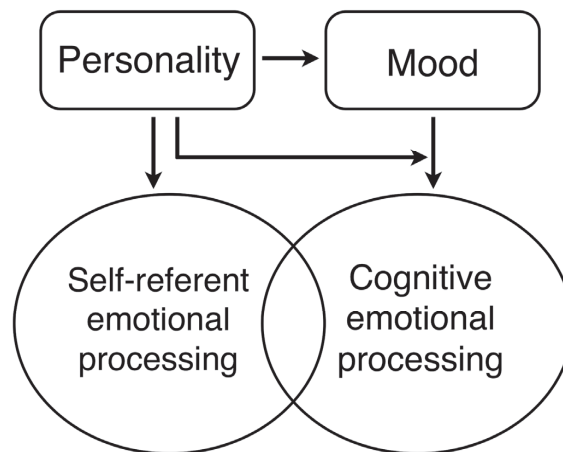 Personality
Mood
Self-referent
emotional
processing
Cognitive
emotional
processing